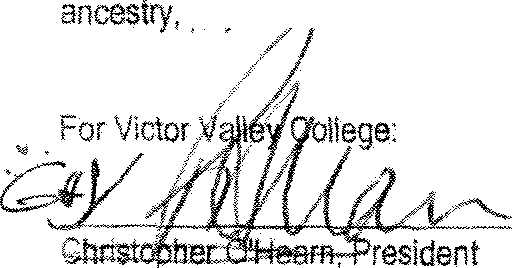 ancestry,
For Victor Valley College:
Christopher O'Hearn, President